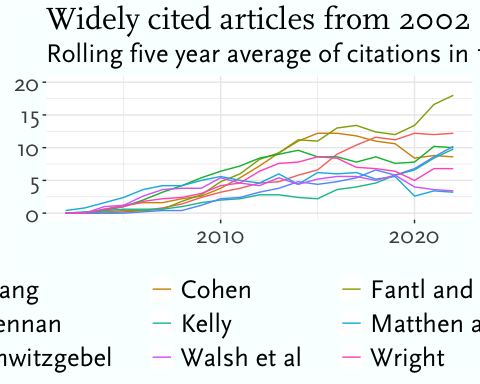 Widely cited articles from 2002
Rolling five year average of citations in
20
15
10
5
0
2010 2020
Cohen Fantl and
Kelly Matthen
Walsh et al Wright